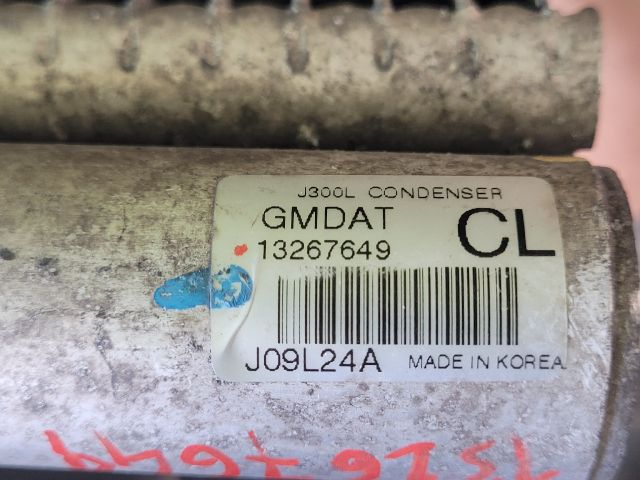 J300L CONDENSER
GMDAT
CL
13267649
J09L24A MADE IN KOREA